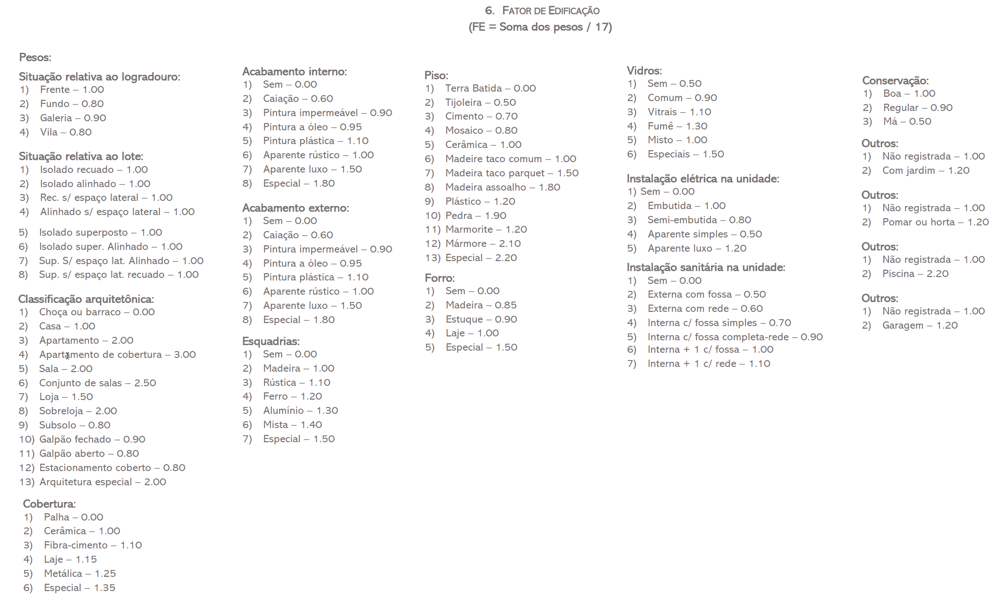 6. FATOR DE EDIFICAÇÃO
(FE = Soma dos pesos / 17)
Pesos:
Situação relativa ao logradouro:
1) Frente – 1.00
2) Fundo – 0.80
3) Galeria – 0.90
4) Vila – 0.80
Situação relativa ao lote:
1) Isolado recuado – 1.00
2) Isolado alinhado – 1.00
3) Rec. s/ espaço lateral – 1.00
4) Alinhado s/ espaço lateral – 1.00
5) Isolado superposto – 1.00
6) Isolado super. Alinhado – 1.00
7) Sup. S/ espaço lat. Alinhado – 1.00
8) Sup. s/ espaço lat. recuado – 1.00
Classificação arquitetônica:
1) Choça ou barraco – 0.00
2) Casa – 1.00
3) Apartamento – 2.00
4) Apartamento de cobertura – 3.00
5) Sala – 2.00
6) Conjunto de salas – 2.50
7) Loja – 1.50
8) Sobreloja – 2.00
9) Subsolo – 0.80
10) Galpão fechado – 0.90
11) Galpão aberto – 0.80
12) Estacionamento coberto – 0.80
13) Arquitetura especial – 2.00
Cobertura:
1) Palha – 0.00
2) Cerâmica – 1.00
3) Fibra-cimento – 1.10
4) Laje – 1.15
5) Metálica – 1.25
6) Especial – 1.35
Acabamento interno:
1) Sem – 0.00
2) Caiação – 0.60
3) Pintura impermeável – 0.90
4) Pintura a óleo – 0.95
5) Pintura plástica – 1.10
6) Aparente rústico – 1.00
7) Aparente luxo – 1.50
8) Especial – 1.80
Acabamento externo:
1) Sem – 0.00
2) Caiação – 0.60
3) Pintura impermeável – 0.90
4) Pintura a óleo – 0.95
5) Pintura plástica – 1.10
6) Aparente rústico – 1.00
7) Aparente luxo – 1.50
8) Especial – 1.80
Esquadrias:
1) Sem – 0.00
2) Madeira – 1.00
3) Rústica – 1.10
4) Ferro – 1.20
5) Alumínio – 1.30
6) Mista – 1.40
7) Especial – 1.50
Piso:
1) Terra Batida – 0.00
2) Tijoleira – 0.50
3) Cimento – 0.70
4) Mosaico – 0.80
5) Cerâmica – 1.00
6) Madeire taco comum – 1.00
7) Madeira taco parquet – 1.50
8) Madeira assoalho – 1.80
9) Plástico – 1.20
10) Pedra – 1.90
11) Marmorite – 1.20
12) Mármore – 2.10
13) Especial – 2.20
Forro:
1) Sem – 0.00
2) Madeira – 0.85
3) Estuque – 0.90
4) Laje – 1.00
5) Especial – 1.50
Vidros:
1) Sem – 0.50
2) Comum – 0.90
3) Vitrais – 1.10
4) Fumê – 1.30
5) Misto – 1.00
6) Especiais – 1.50
Instalação elétrica na unidade:
1) Sem – 0.00
2) Embutida – 1.00
3) Semi-embutida – 0.80
4) Aparente simples – 0.50
5) Aparente luxo – 1.20
Instalação sanitária na unidade:
1) Sem – 0.00
2) Externa com fossa – 0.50
3) Externa com rede – 0.60
4) Interna c/ fossa simples – 0.70
5) Interna c/ fossa completa-rede – 0.90
6) Interna + 1 c/ fossa – 1.00
7) Interna + 1 c/ rede – 1.10
Conservação:
1) Boa – 1.00
2) Regular – 0.90
3) Má – 0.50
Outros:
1) Não registrada – 1.00
2) Com jardim – 1.20
Outros:
1) Não registrada – 1.00
2) Pomar ou horta – 1.20
Outros:
1) Não registrada – 1.00
2) Piscina – 2.20
Outros:
1) Não registrada – 1.00
2) Garagem – 1.20